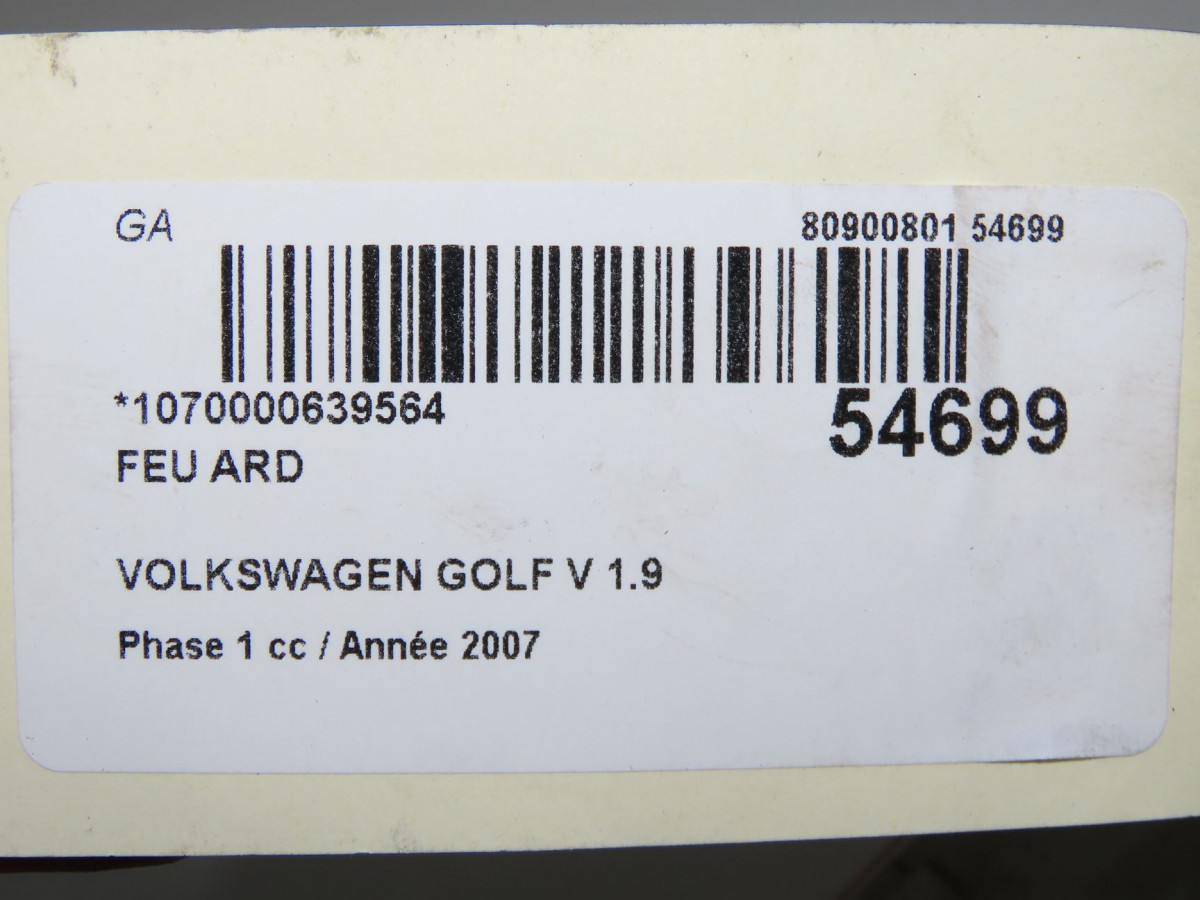 GA
80900801 54699
*1070000639564
54699
FEU ARD
VOLKSWAGEN GOLF V 1.9
Phase 1 cc / Année 2007